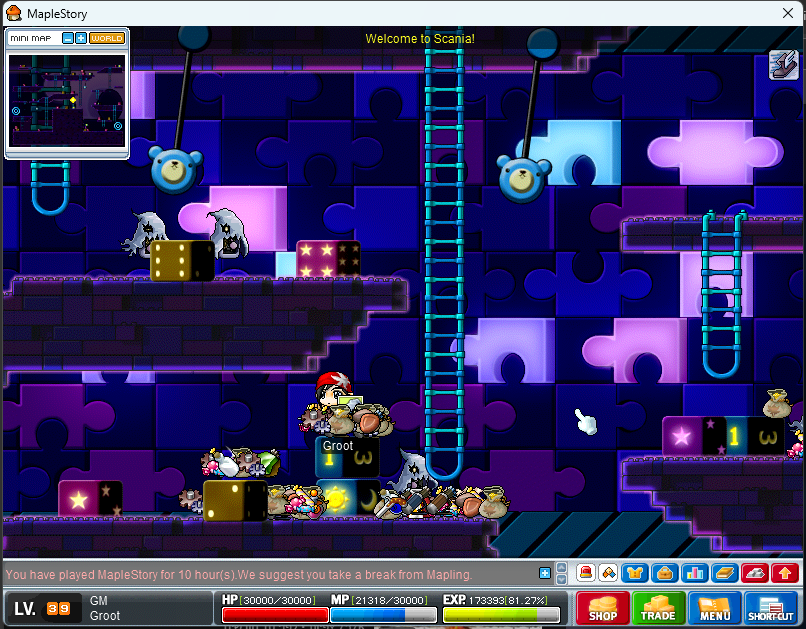 MapleStory
MINI MAP
WORLD
Welcome to Scania!
Groot
1
1
You have played MapleStory for 10 hour(s).We suggest you take a break from Mapling.
LV. 39
GM
Groot
HP[30000/30000]
MP[21318/30000]
EXP. 173393[81.27%]
SHOP
TRADE
MENU
SHORTCUT